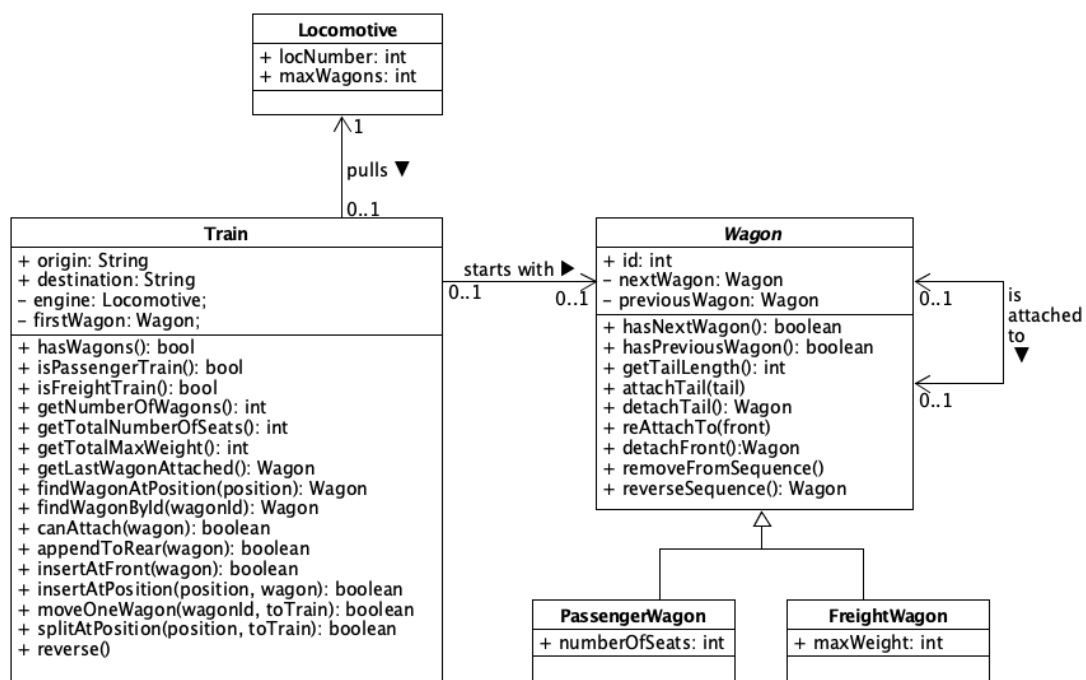 Locomotive
+ locNumber: int
+ maxWagons: int
1
pulls ▼
0..1
Train
+ origin: String
+ destination: String
– engine: Locomotive;
– firstWagon: Wagon;
+ hasWagons(): bool
+ isPassengerTrain(): bool
+ isFreightTrain(): bool
+ getNumberOfWagons(): int
+ getTotalNumberOfSeats(): int
+ getTotalMaxWeight(): int
+ getLastWagonAttached(): Wagon
+ findWagonAtPosition(position): Wagon
+ findWagonById(wagonId): Wagon
+ canAttach(wagon): boolean
+ appendToRear(wagon): boolean
+ insertAtFront(wagon): boolean
+ insertAtPosition(position, wagon): boolean
+ moveOneWagon(wagonId, toTrain): boolean
+ splitAtPosition(position, toTrain): boolean
+ reverse()
starts with ▶
0..1
0..1
Wagon
+ id: int
– nextWagon: Wagon
– previousWagon: Wagon
+ hasNextWagon(): boolean
+ hasPreviousWagon(): boolean
+ getTailLength(): int
+ attachTail(tail)
+ detachTail(): Wagon
+ reAttachTo(front)
+ detachFront():Wagon
+ removeFromSequence()
+ reverseSequence(): Wagon
0..1
is
attached
to
▼
0..1
PassengerWagon
+ numberOfSeats: int
FreightWagon
+ maxWeight: int